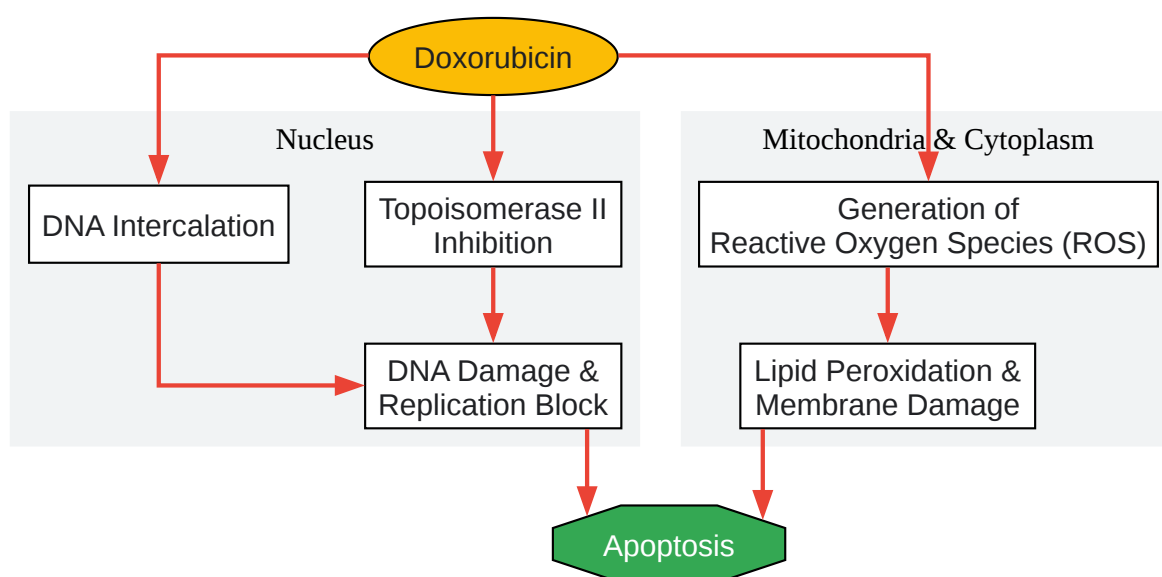 Doxorubicin
Nucleus
Mitochondria & Cytoplasm
DNA Intercalation
Topoisomerase II
Inhibition
Generation of
Reactive Oxygen Species (ROS)
DNA Damage &
Replication Block
Lipid Peroxidation &
Membrane Damage
Apoptosis